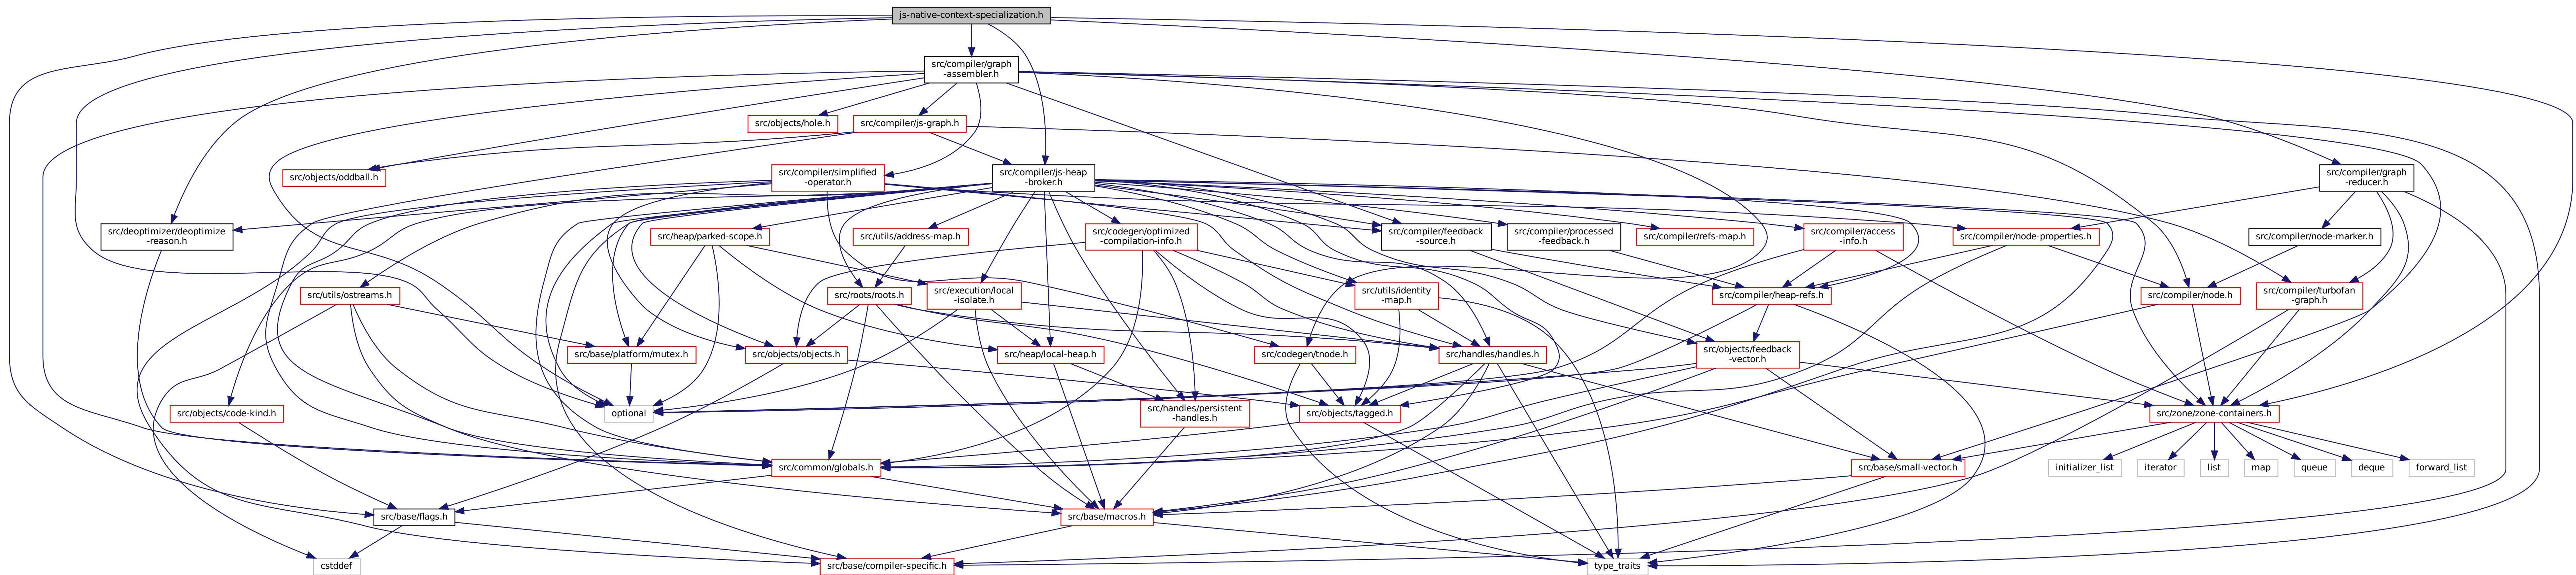 js-native-context-specialization.h
src/compiler/graph
-assembler.h
src/objects/hole.h
src/compiler/js-graph.h
src/objects/oddball.h
src/compiler/simplified
-operator.h
src/compiler/js-heap
-broker.h
src/compiler/graph
-reducer.h
src/deoptimizer/deoptimize
-reason.h
src/heap/parked-scope.h
src/utils/address-map.h
src/codegen/optimized
-compilation-info.h
src/compiler/feedback
-source.h
src/compiler/processed
-feedback.h
src/compiler/refs-map.h
src/compiler/access
-info.h
src/compiler/node-properties.h
src/compiler/node-marker.h
src/utils/ostreams.h
src/roots/roots.h
src/execution/local
-isolate.h
src/utils/identity
-map.h
src/compiler/heap-refs.h
src/compiler/node.h
src/compiler/turbofan
-graph.h
src/base/platform/mutex.h
src/objects/objects.h
src/heap/local-heap.h
src/codegen/tnode.h
src/handles/handles.h
src/objects/feedback
-vector.h
src/objects/code-kind.h
optional
src/handles/persistent
-handles.h
src/objects/tagged.h
src/zone/zone-containers.h
src/common/globals.h
src/base/small-vector.h
initializer_list
iterator
list
map
queue
deque
forward_list
src/base/flags.h
src/base/macros.h
cstddef
src/base/compiler-specific.h
type_traits